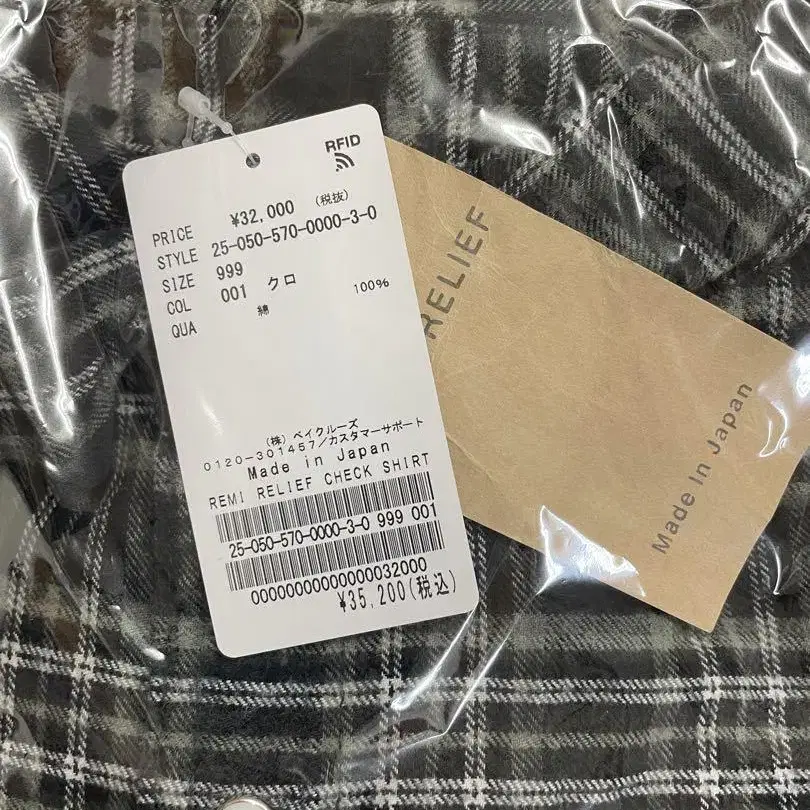 RFID
PRICE ¥32,000 (税抜)
STYLE 25-050-570-0000-3-0
SIZE 999
COL 001 クロ
QUA 綿 100%
(株) ベイクルーズ
0120-301457/カスタマーサポート
Made in Japan
REMI RELIEF CHECK SHIRT
25-050-570-0000-3-0 999 001
00000000000000032000
¥35,200(税込)
RELIEF
Made In Japan